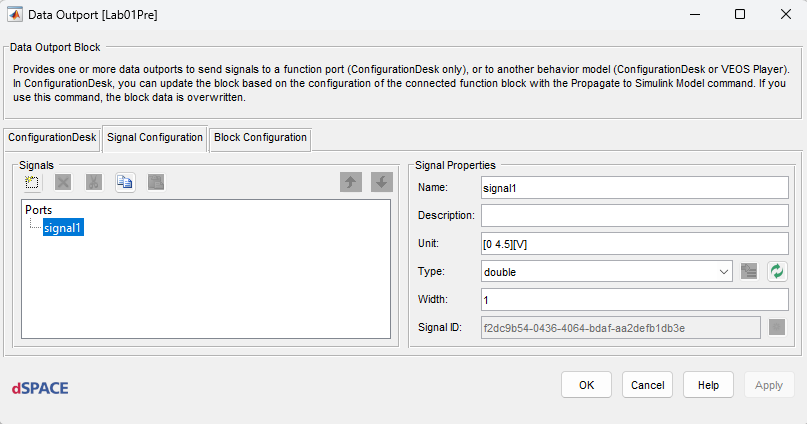 Data Outport [Lab01Pre]
Data Outport Block
Provides one or more data outports to send signals to a function port (ConfigurationDesk only), or to another behavior model (ConfigurationDesk or VEOS Player).
In ConfigurationDesk, you can update the block based on the configuration of the connected function block with the Propagate to Simulink Model command. If you
use this command, the block data is overwritten.
ConfigurationDesk Signal Configuration Block Configuration
Signals
Ports
signal1
Signal Properties
Name: signal1
Description:
Unit: [0 4.5][V]
Type: double
Width: 1
Signal ID: f2dc9b54-0436-4064-bdaf-aa2defb1db3e
dSPACE
OK Cancel Help Apply